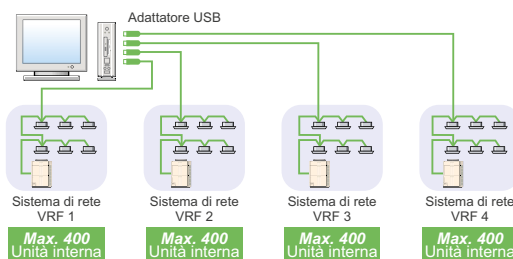 Adattatore USB
Sistema di rete
VRF 1
Max. 400
Unità interna
Sistema di rete
VRF 2
Max. 400
Unità interna
Sistema di rete
VRF 3
Max. 400
Unità interna
Sistema di rete
VRF 4
Max. 400
Unità interna